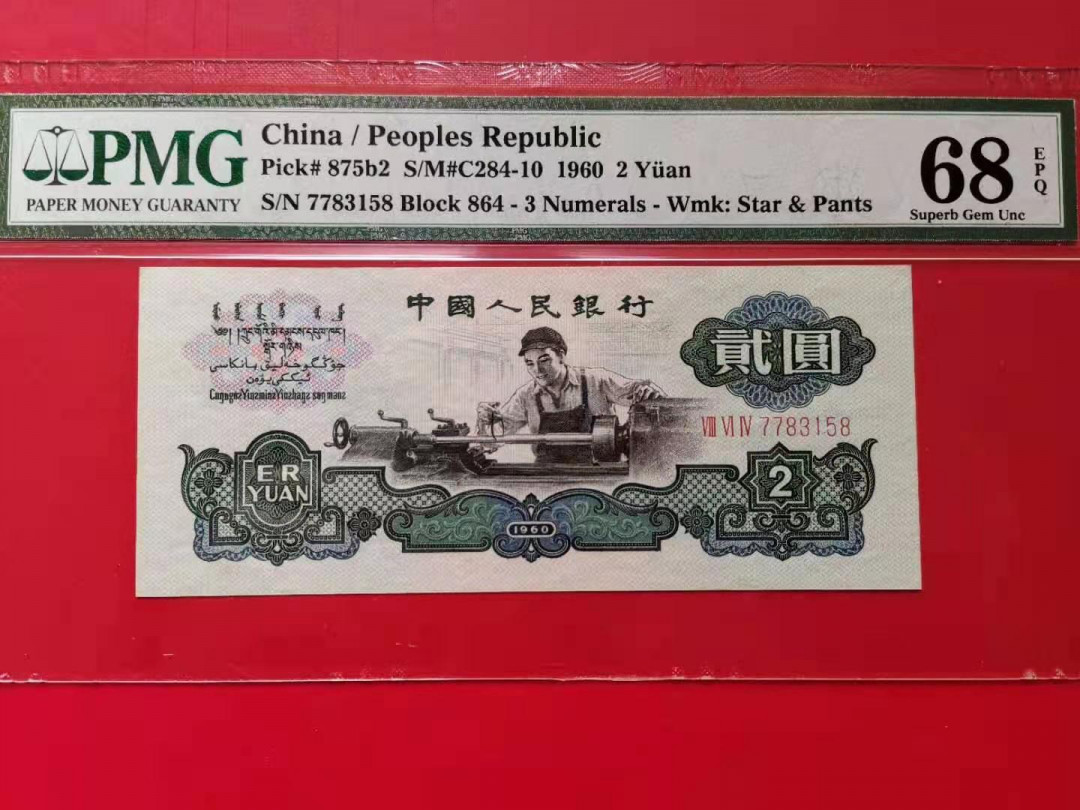 PMG
PAPER MONEY GUARANTY
China / Peoples Republic
Pick# 875b2 S/M#C284-10 1960 2 Yüan
S/N 7783158 Block 864 - 3 Numerals - Wmk: Star & Pants
68
EPQ
Superb Gem Unc
中國人民銀行
貳圓
VIII VI IV 7783158
ER
YUAN
1960
2